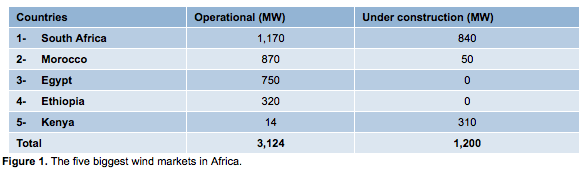 Countries Operational (MW) Under construction (MW)
1- South Africa 1,170 840
2- Morocco 870 50
3- Egypt 750 0
4- Ethiopia 320 0
5- Kenya 14 310
Total 3,124 1,200
Figure 1. The five biggest wind markets in Africa.